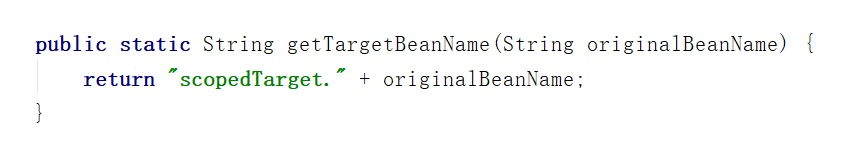 public static String getTargetBeanName(String originalBeanName) {
    return "scopedTarget." + originalBeanName;
}